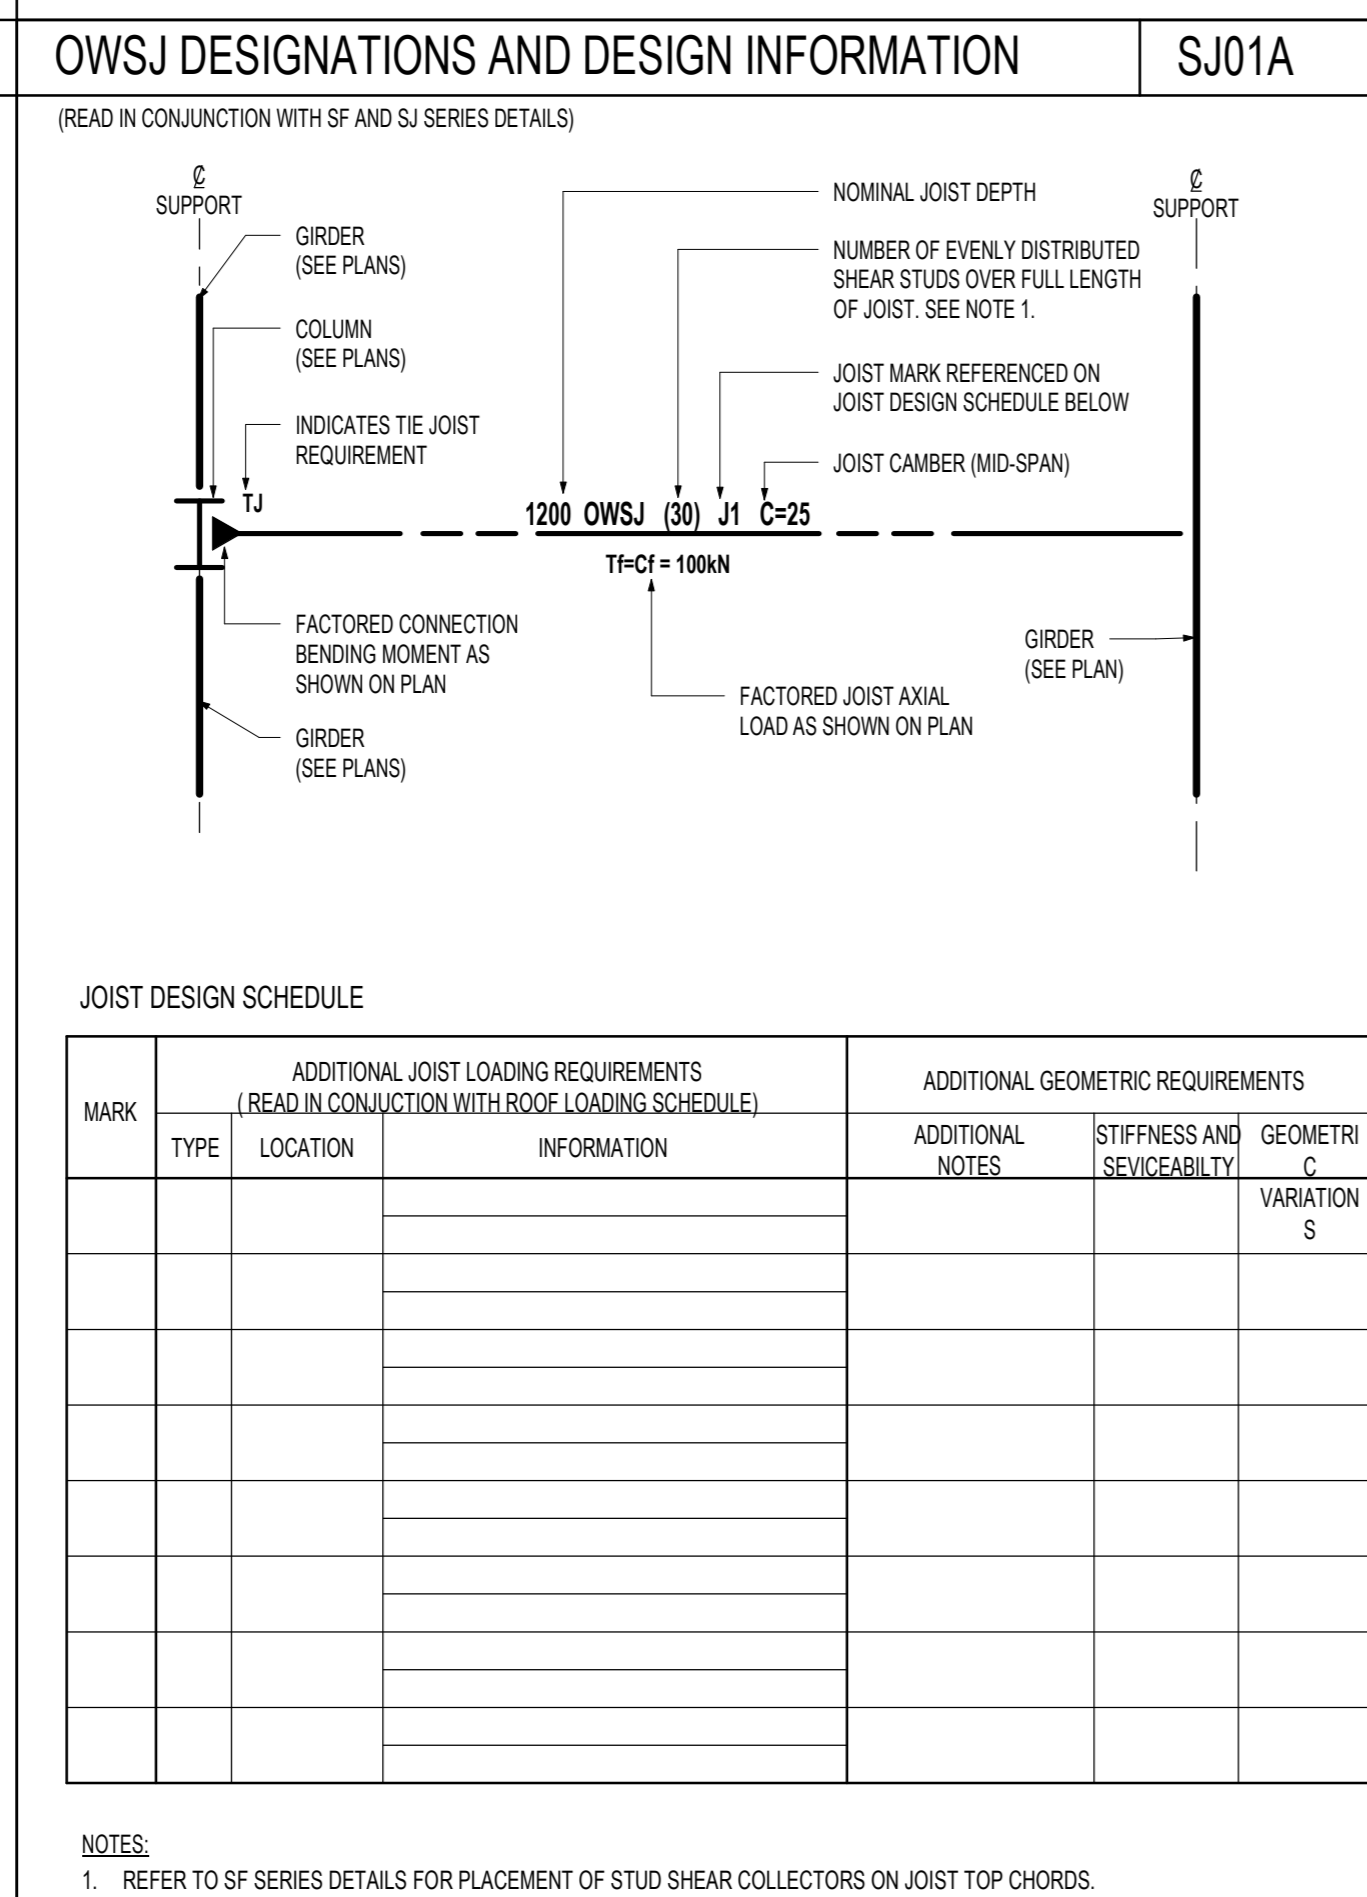 OWSJ DESIGNATIONS AND DESIGN INFORMATION
SJ01A
(READ IN CONJUNCTION WITH SF AND SJ SERIES DETAILS)
℄
SUPPORT
GIRDER
(SEE PLANS)
COLUMN
(SEE PLANS)
INDICATES TIE JOIST
REQUIREMENT
TJ
NOMINAL JOIST DEPTH
NUMBER OF EVENLY DISTRIBUTED
SHEAR STUDS OVER FULL LENGTH
OF JOIST. SEE NOTE 1.
JOIST MARK REFERENCED ON
JOIST DESIGN SCHEDULE BELOW
JOIST CAMBER (MID-SPAN)
℄
SUPPORT
1200 OWSJ (30) J1 C=25
Tf=Cf = 100kN
FACTORED CONNECTION
BENDING MOMENT AS
SHOWN ON PLAN
GIRDER
(SEE PLANS)
FACTORED JOIST AXIAL
LOAD AS SHOWN ON PLAN
GIRDER
(SEE PLAN)
JOIST DESIGN SCHEDULE
MARK
ADDITIONAL JOIST LOADING REQUIREMENTS
( READ IN CONJUCTION WITH ROOF LOADING SCHEDULE)
ADDITIONAL GEOMETRIC REQUIREMENTS
TYPE
LOCATION
INFORMATION
ADDITIONAL
NOTES
STIFFNESS AND
SEVICEABILTY
GEOMETRI
C
VARIATION
S
NOTES:
1. REFER TO SF SERIES DETAILS FOR PLACEMENT OF STUD SHEAR COLLECTORS ON JOIST TOP CHORDS.